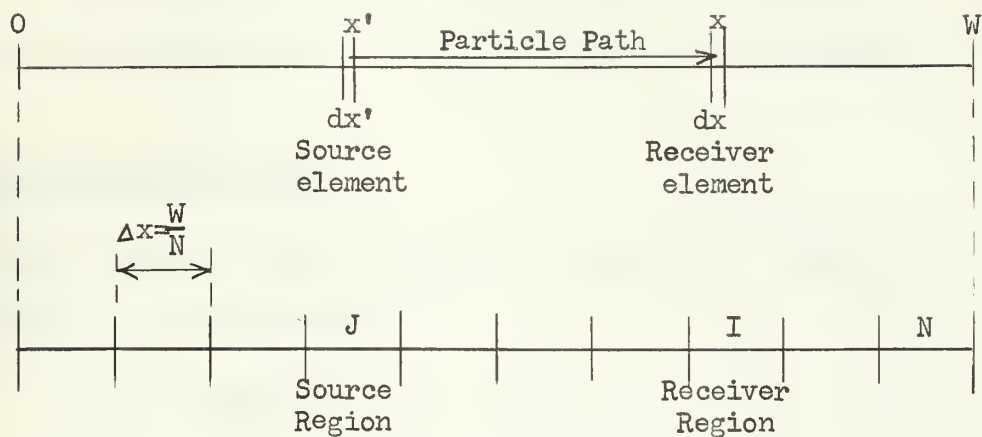 0 x' x W
Particle Path
dx' dx
Source Receiver
element element
Δx=W/N
J I N
Source Receiver
Region Region